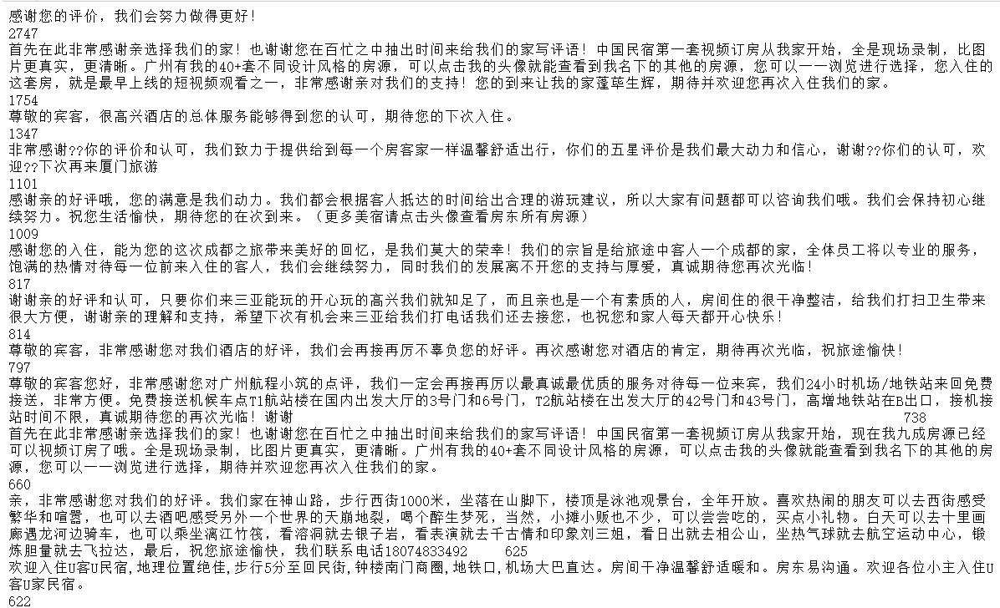 感谢您的评价，我们会努力做得更好！
2747
首先在此非常感谢亲选择我们的家！也谢谢您在百忙之中抽出时间来给我们的家写评语！中国民宿第一套视频订房从我家开始，全是现场录制，比图
片更真实，更清晰。广州有我的40+套不同设计风格的房源，可以点击我的头像就能查看到我名下的其他的房源，您可以一一浏览进行选择，您入住的
这套房，就是最早上线的短视频观看之一，非常感谢亲对我们的支持！您的到来让我的家蓬荜生辉，期待并欢迎您再次入住我们的家。
1754
尊敬的宾客，很高兴酒店的总体服务能够得到您的认可，期待您的下次入住。
1347
非常感谢??你的评价和认可，我们致力于提供给到每一个房客家一样温馨舒适出行，你们的五星评价是我们最大动力和信心，谢谢??你们的认可，欢
迎??下次再来厦门旅游
1101
感谢亲的好评哦，您的满意是我们动力。我们都会根据客人抵达的时间给出合理的游玩建议，所以大家有问题都可以咨询我们哦。我们会保持初心继
续努力。祝您生活愉快，期待您的在次到来。（更多美宿请点击头像查看房东所有房源）
1009
感谢您的入住，能为您的这次成都之旅带来美好的回忆，是我们莫大的荣幸！我们的宗旨是给旅途中客人一个成都的家，全体员工将以专业的服务，
饱满的热情对待每一位前来入住的客人，我们会继续努力，同时我们的发展离不开您的支持与厚爱，真诚期待您再次光临！
817
谢谢亲的好评和认可，只要你们来三亚能玩的开心玩的高兴我们就知足了，而且亲也是一个有素质的人，房间住的很干净整洁，给我们打扫卫生带来
很大方便，谢谢亲的理解和支持，希望下次有机会来三亚给我们打电话我们还去接您，也祝您和家人每天都开心快乐！
814
尊敬的宾客，非常感谢您对我们酒店的好评，我们会再接再厉不辜负您的好评。再次感谢您对酒店的肯定，期待再次光临，祝旅途愉快！
797
尊敬的宾客您好，非常感谢您对广州航程小筑的点评，我们一定会再接再厉以最真诚最优质的服务对待每一位来宾，我们24小时机场/地铁站来回免费
接送，非常方便。免费接送机候车点T1航站楼在国内出发大厅的3号门和6号门，T2航站楼在出发大厅的42号门和43号门，高增地铁站在B出口，接机接
站时间不限，真诚期待您的再次光临！谢谢 738
首先在此非常感谢亲选择我们的家！也谢谢您在百忙之中抽出时间来给我们的家写评语！中国民宿第一套视频订房从我家开始，现在我九成房源已经
可以视频订房了哦。全是现场录制，比图片更真实，更清晰。广州有我的40+套不同设计风格的房源，可以点击我的头像就能查看到我名下的其他的房
源，您可以一一浏览进行选择，期待并欢迎您再次入住我们的家。
660
亲，非常感谢您对我们的好评。我们家在神山路，步行西街1000米，坐落在山脚下，楼顶是泳池观景台，全年开放。喜欢热闹的朋友可以去西街感受
繁华和喧嚣，也可以去酒吧感受另外一个世界的天崩地裂，喝个醉生梦死，当然，小摊小贩也不少，可以尝尝吃的，买点小礼物。白天可以去十里画
廊遇龙河边骑车，也可以乘坐漓江竹筏，看溶洞就去银子岩，看表演就去千古情和印象刘三姐，看日出就去相公山，坐热气球就去航空运动中心，锻
炼胆量就去飞拉达，最后，祝您旅途愉快，我们联系电话18074833492 625
欢迎入住U客U民宿,地理位置绝佳,步行5分至回民街,钟楼南门商圈,地铁口,机场大巴直达。房间干净温馨舒适暖和。房东易沟通。欢迎各位小主入住U
客U家民宿。
622